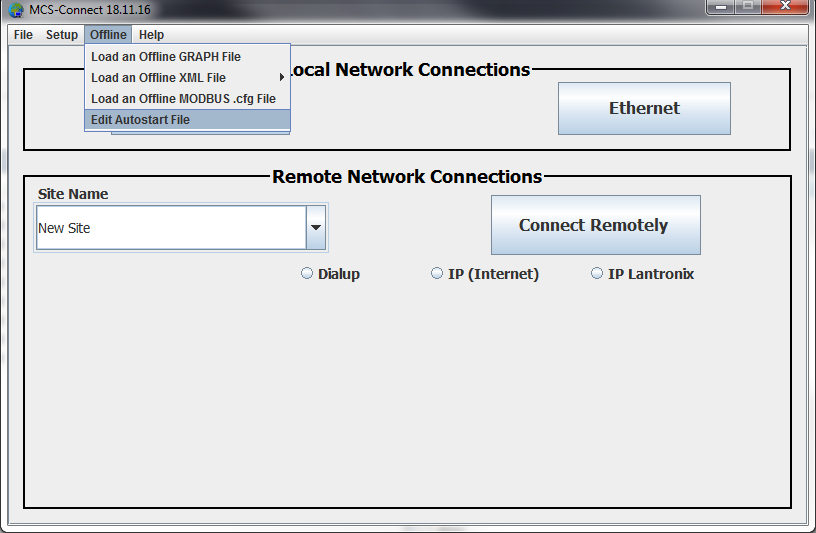 MCS-Connect 18.11.16
File Setup Offline Help
Load an Offline GRAPH File
Load an Offline XML File
Load an Offline MODBUS .cfg File
Edit Autostart File
Local Network Connections
Ethernet
Remote Network Connections
Site Name
New Site
Connect Remotely
Dialup IP (Internet) IP Lantronix